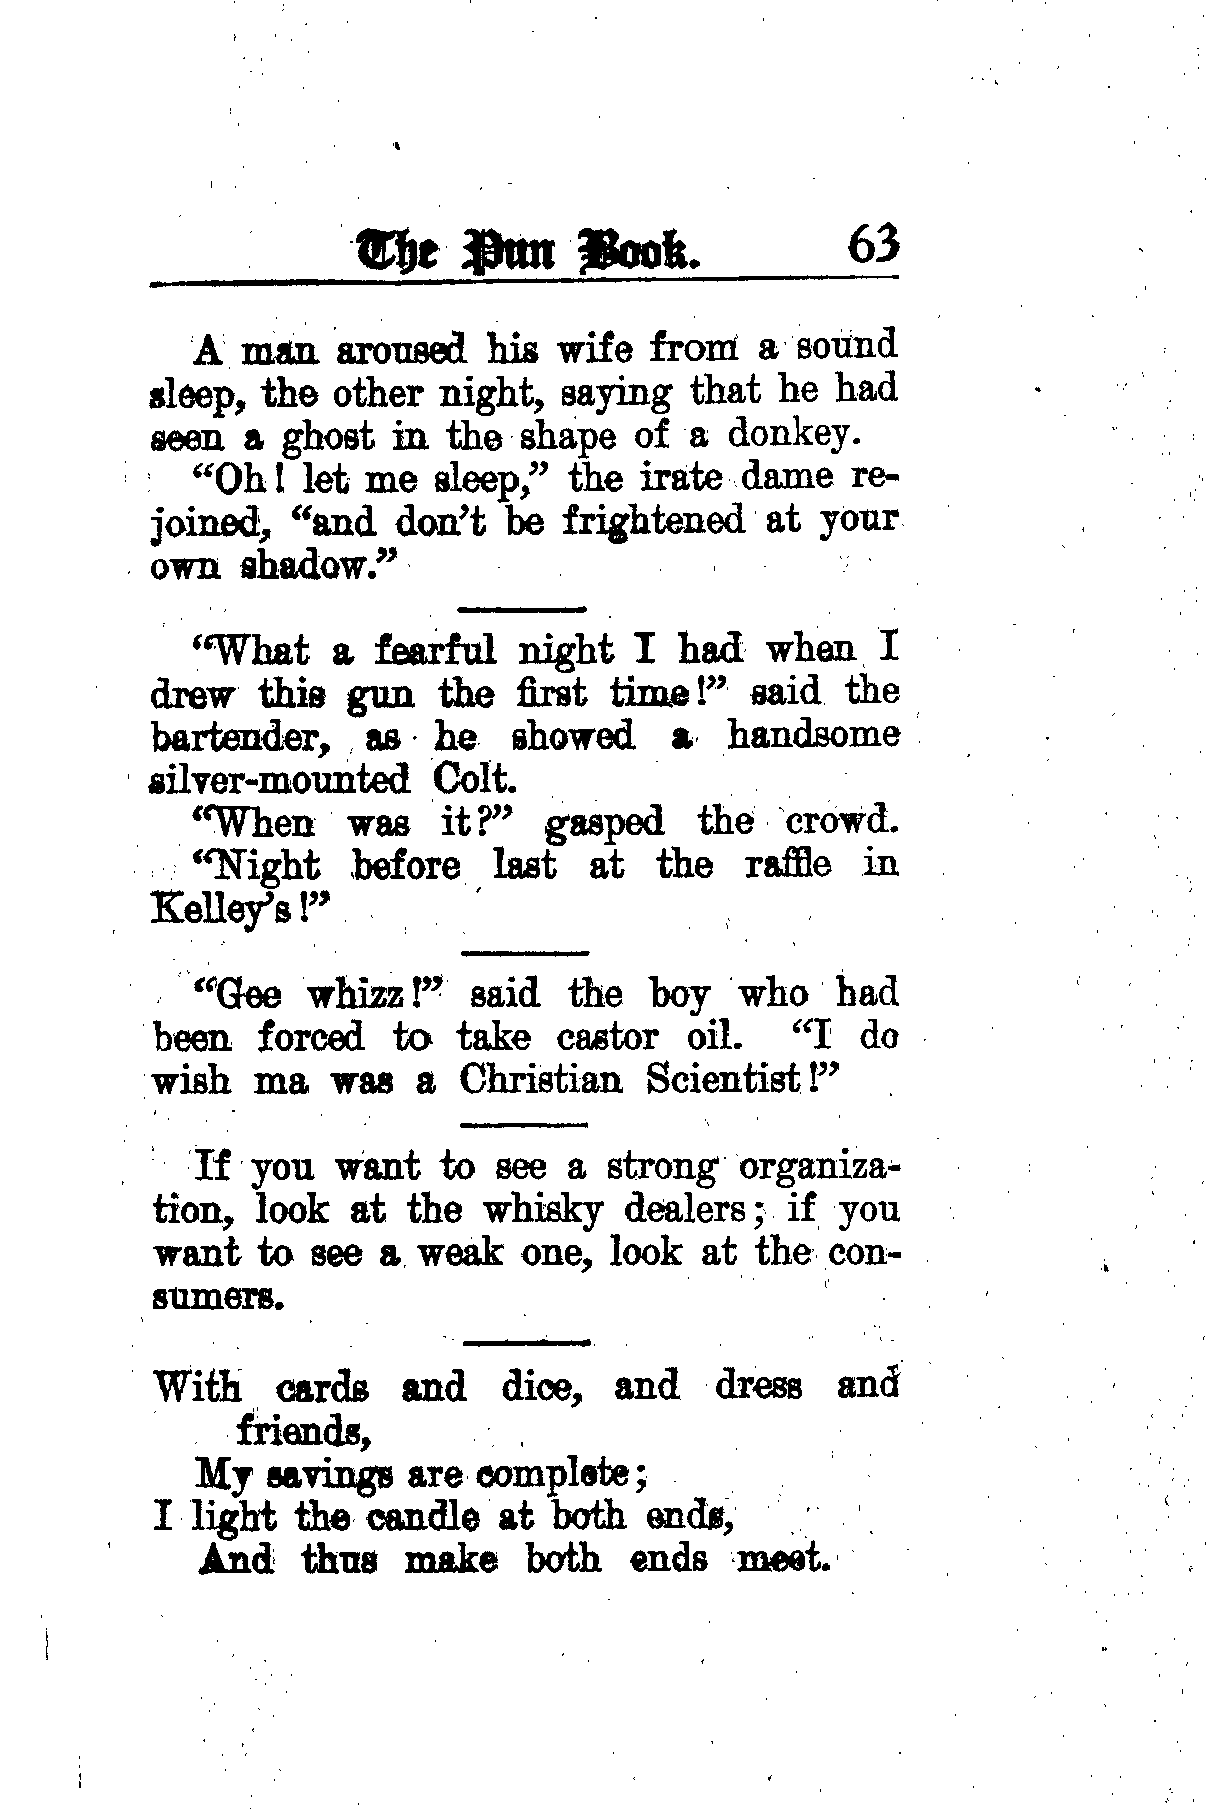 The Pun Book. 63
A man aroused his wife from a sound
sleep, the other night, saying that he had
seen a ghost in the shape of a donkey.
“Oh! let me sleep,” the irate dame re-
joined, “and don’t be frightened at your
own shadow.”
“What a fearful night I had when I
drew this gun the first time!” said the
bartender, as he showed a handsome
silver-mounted Colt.
“When was it?” gasped the crowd.
“Night before last at the raffle in
Kelley’s!”
“Gee whizz!” said the boy who had
been forced to take castor oil. “I do
wish ma was a Christian Scientist!”
If you want to see a strong organiza-
tion, look at the whisky dealers; if you
want to see a weak one, look at the con-
sumers.
With cards and dice, and dress and
friends,
My savings are complete;
I light the candle at both ends,
And thus make both ends meet.